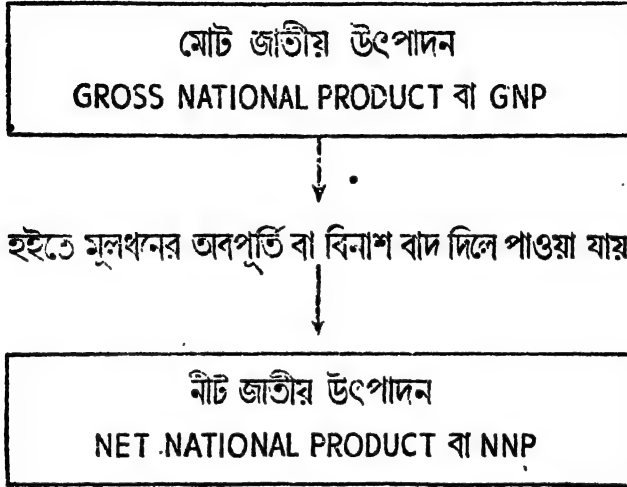 মোট জাতীয় উৎপাদন
GROSS NATIONAL PRODUCT বা GNP
হইতে মূলধনের অবপূর্তি বা বিনাশ বাদ দিলে পাওয়া যায়
নীট জাতীয় উৎপাদন
NET NATIONAL PRODUCT বা NNP